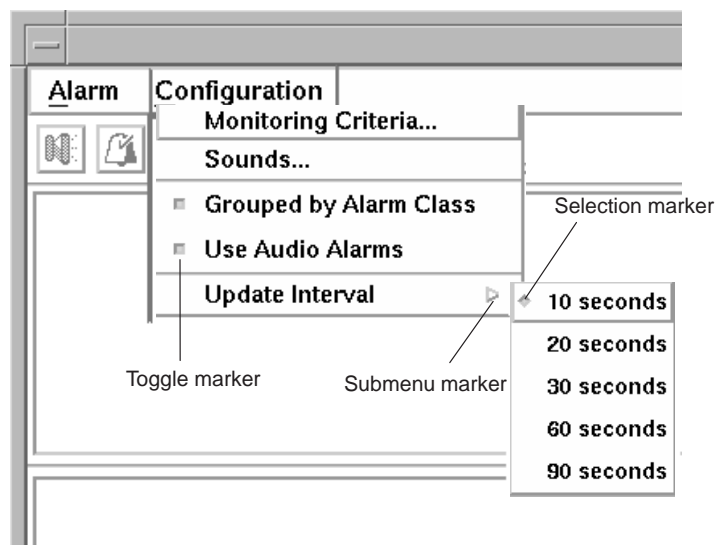 Alarm Configuration
Monitoring Criteria...
Sounds...
Grouped by Alarm Class
Selection marker
Use Audio Alarms
Update Interval
10 seconds
20 seconds
Toggle marker
Submenu marker
30 seconds
60 seconds
90 seconds